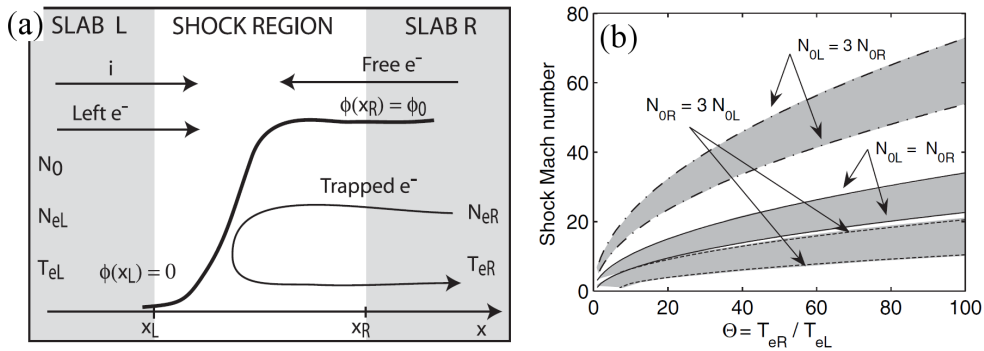 (a)
SLAB L SHOCK REGION SLAB R
i
Free e⁻
Left e⁻
ϕ(x_R) = ϕ₀
N₀
Trapped e⁻
N_eL
N_eR
T_eL
ϕ(x_L) = 0
T_eR
x_L x_R x
(b)
80
60
40
20
0
Shock Mach number
N_0L = 3 N_0R
N_0R = 3 N_0L
N_0L = N_0R
0 20 40 60 80 100
Θ = T_eR / T_eL